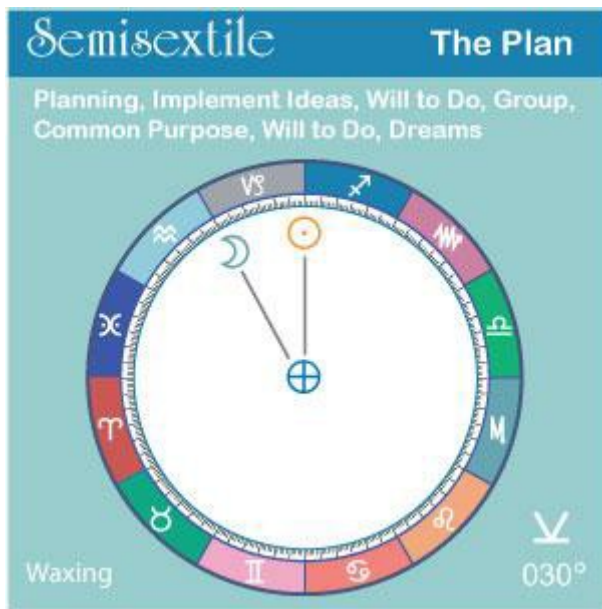 Semisextile The Plan
Planning, Implement Ideas, Will to Do, Group,
Common Purpose, Will to Do, Dreams
Waxing 030°